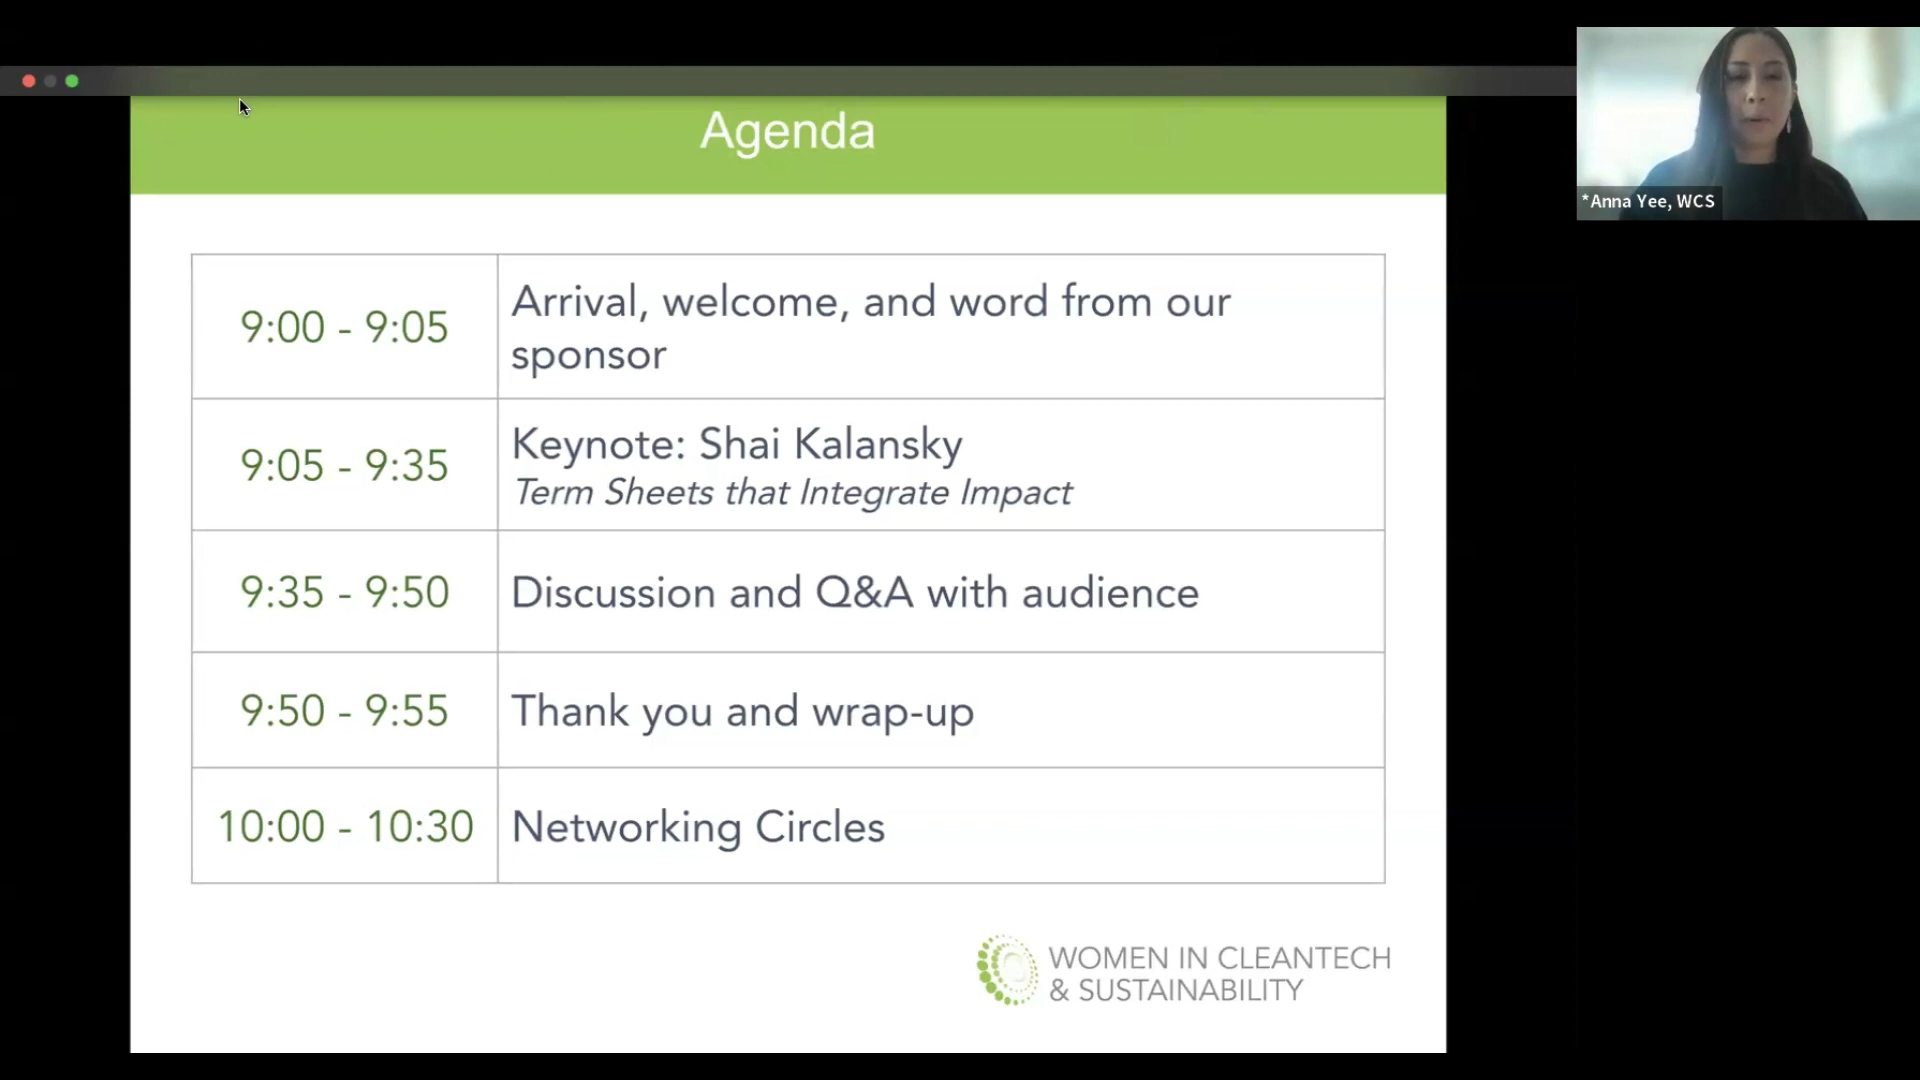 Agenda
9:00 - 9:05
Arrival, welcome, and word from our
sponsor
9:05 - 9:35
Keynote: Shai Kalansky
Term Sheets that Integrate Impact
9:35 - 9:50
Discussion and Q&A with audience
9:50 - 9:55
Thank you and wrap-up
10:00 - 10:30
Networking Circles
WOMEN IN CLEANTECH
& SUSTAINABILITY
*Anna Yee, WCS